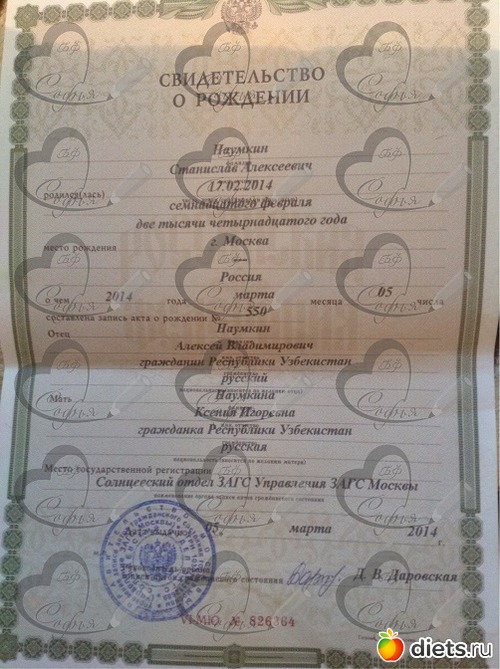 СВИДЕТЕЛЬСТВО
О РОЖДЕНИИ
Наумкин
Станислав Алексеевич
родился(лась) 17.02.2014
семнадцатого февраля
две тысячи четырнадцатого года
место рождения г. Москва
—
Россия
о чем 2014 года марта месяца 05 числа
составлена запись акта о рождении № 550
Отец Наумкин
Алексей Владимирович
гражданин Республики Узбекистан
русский
Мать Наумкина
Ксения Игоревна
гражданка Республики Узбекистан
русская
Место государственной регистрации
Солнцевский отдел ЗАГС Управления ЗАГС Москвы
05 марта 2014 г.
Д. В. Даровская
№ 826364
БФ
Софья
diets.ru